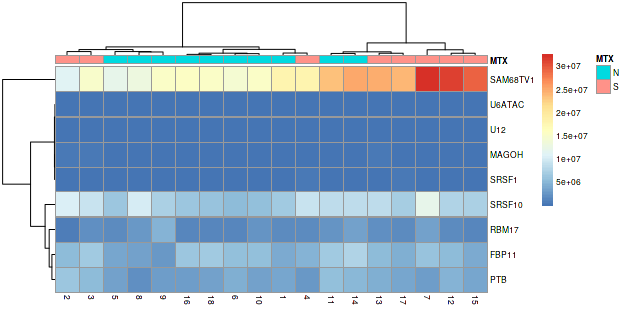 MTX
MTX
N
S
3e+07
2.5e+07
2e+07
1.5e+07
1e+07
5e+06
SAM68TV1
U6ATAC
U12
MAGOH
SRSF1
SRSF10
RBM17
FBP11
PTB
2 3 5 8 9 16 18 6 10 1 4 11 14 13 17 7 12 15